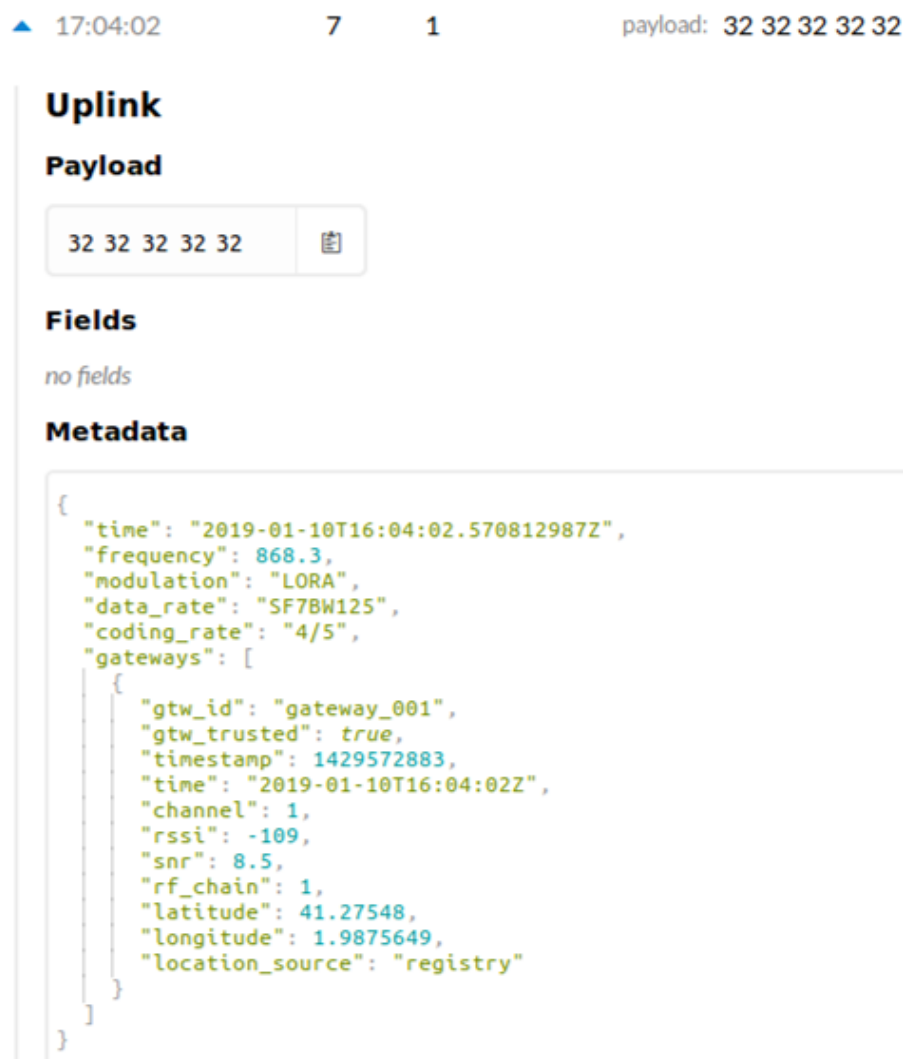 17:04:02 7 1 payload: 32 32 32 32 32
Uplink
Payload
32 32 32 32 32
Fields
no fields
Metadata
{
"time": "2019-01-10T16:04:02.570812987Z",
"frequency": 868.3,
"modulation": "LORA",
"data_rate": "SF7BW125",
"coding_rate": "4/5",
"gateways": [
{
"gtw_id": "gateway_001",
"gtw_trusted": true,
"timestamp": 1429572883,
"time": "2019-01-10T16:04:02Z",
"channel": 1,
"rssi": -109,
"snr": 8.5,
"rf_chain": 1,
"latitude": 41.27548,
"longitude": 1.9875649,
"location_source": "registry"
}
]
}